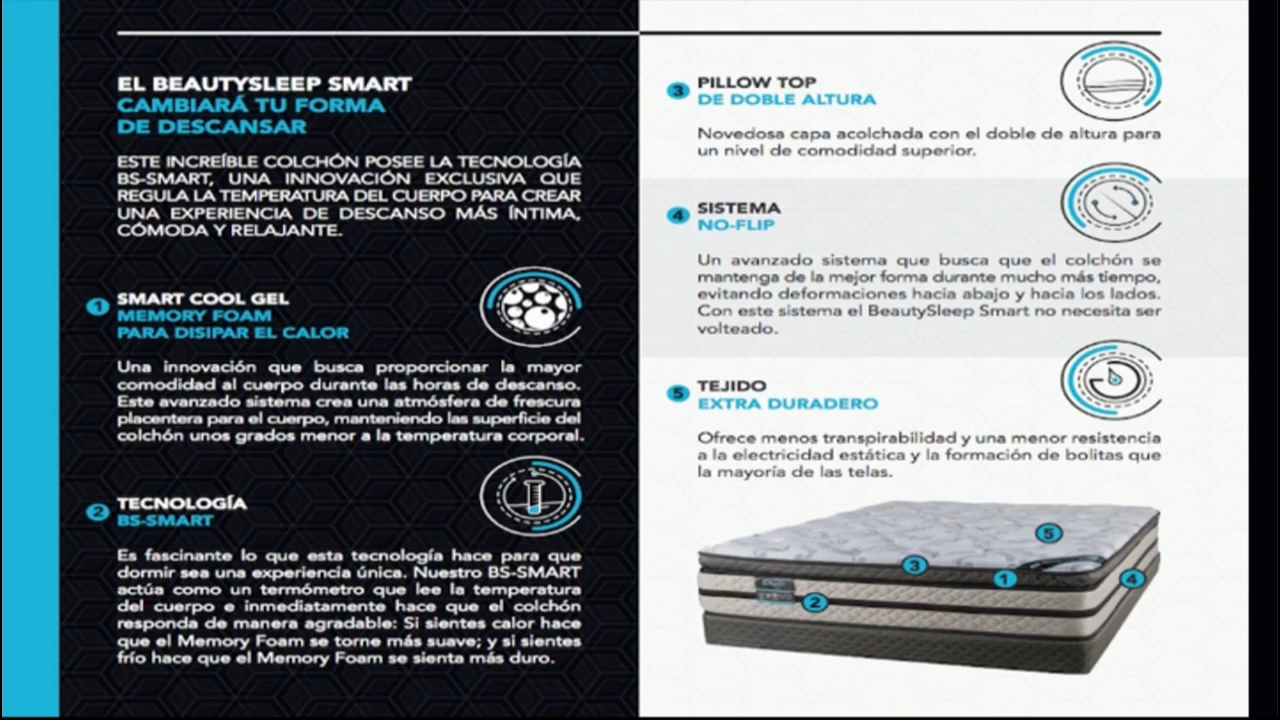 EL BEAUTYSLEEP SMART
CAMBIARÁ TU FORMA
DE DESCANSAR
ESTE INCREÍBLE COLCHÓN POSEE LA TECNOLOGÍA
BS-SMART, UNA INNOVACIÓN EXCLUSIVA QUE
REGULA LA TEMPERATURA DEL CUERPO PARA CREAR
UNA EXPERIENCIA DE DESCANSO MÁS ÍNTIMA,
CÓMODA Y RELAJANTE.
1 SMART COOL GEL
MEMORY FOAM
PARA DISIPAR EL CALOR
Una innovación que busca proporcionar la mayor
comodidad al cuerpo durante las horas de descanso.
Este avanzado sistema crea una atmósfera de frescura
placentera para el cuerpo, manteniendo las superficie del
colchón unos grados menor a la temperatura corporal.
2 TECNOLOGÍA
BS-SMART
Es fascinante lo que esta tecnología hace para que
dormir sea una experiencia única. Nuestro BS-SMART
actúa como un termómetro que lee la temperatura
del cuerpo e inmediatamente hace que el colchón
responda de manera agradable: Si sientes calor hace
que el Memory Foam se torne más suave; y si sientes
frío hace que el Memory Foam se sienta más duro.
3 PILLOW TOP
DE DOBLE ALTURA
Novedosa capa acolchada con el doble de altura para
un nivel de comodidad superior.
4 SISTEMA
NO-FLIP
Un avanzado sistema que busca que el colchón se
mantenga de la mejor forma durante mucho más tiempo,
evitando deformaciones hacia abajo y hacia los lados.
Con este sistema el BeautySleep Smart no necesita ser
volteado.
5 TEJIDO
EXTRA DURADERO
Ofrece menos transpirabilidad y una menor resistencia
a la electricidad estática y la formación de bolitas que
la mayoría de las telas.
5
3
1
4
2